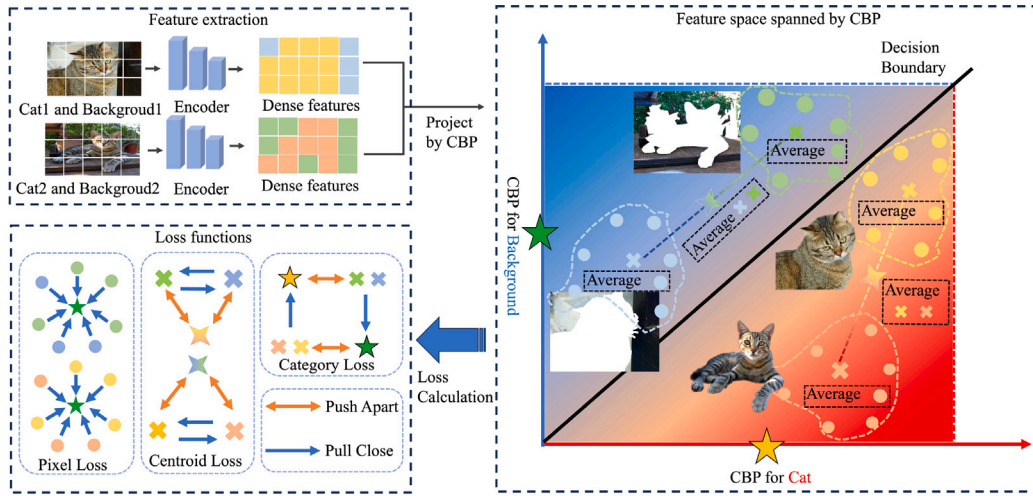 Feature extraction
Cat1 and Backgroud1
Encoder
Dense features
Cat2 and Backgroud2
Encoder
Dense features
Project
by CBP
Loss functions
Pixel Loss
Centroid Loss
Category Loss
Push Apart
Pull Close
Loss
Calculation
Feature space spanned by CBP
Decision
Boundary
CBP for Background
Average
Average
Average
Average
Average
Average
CBP for Cat